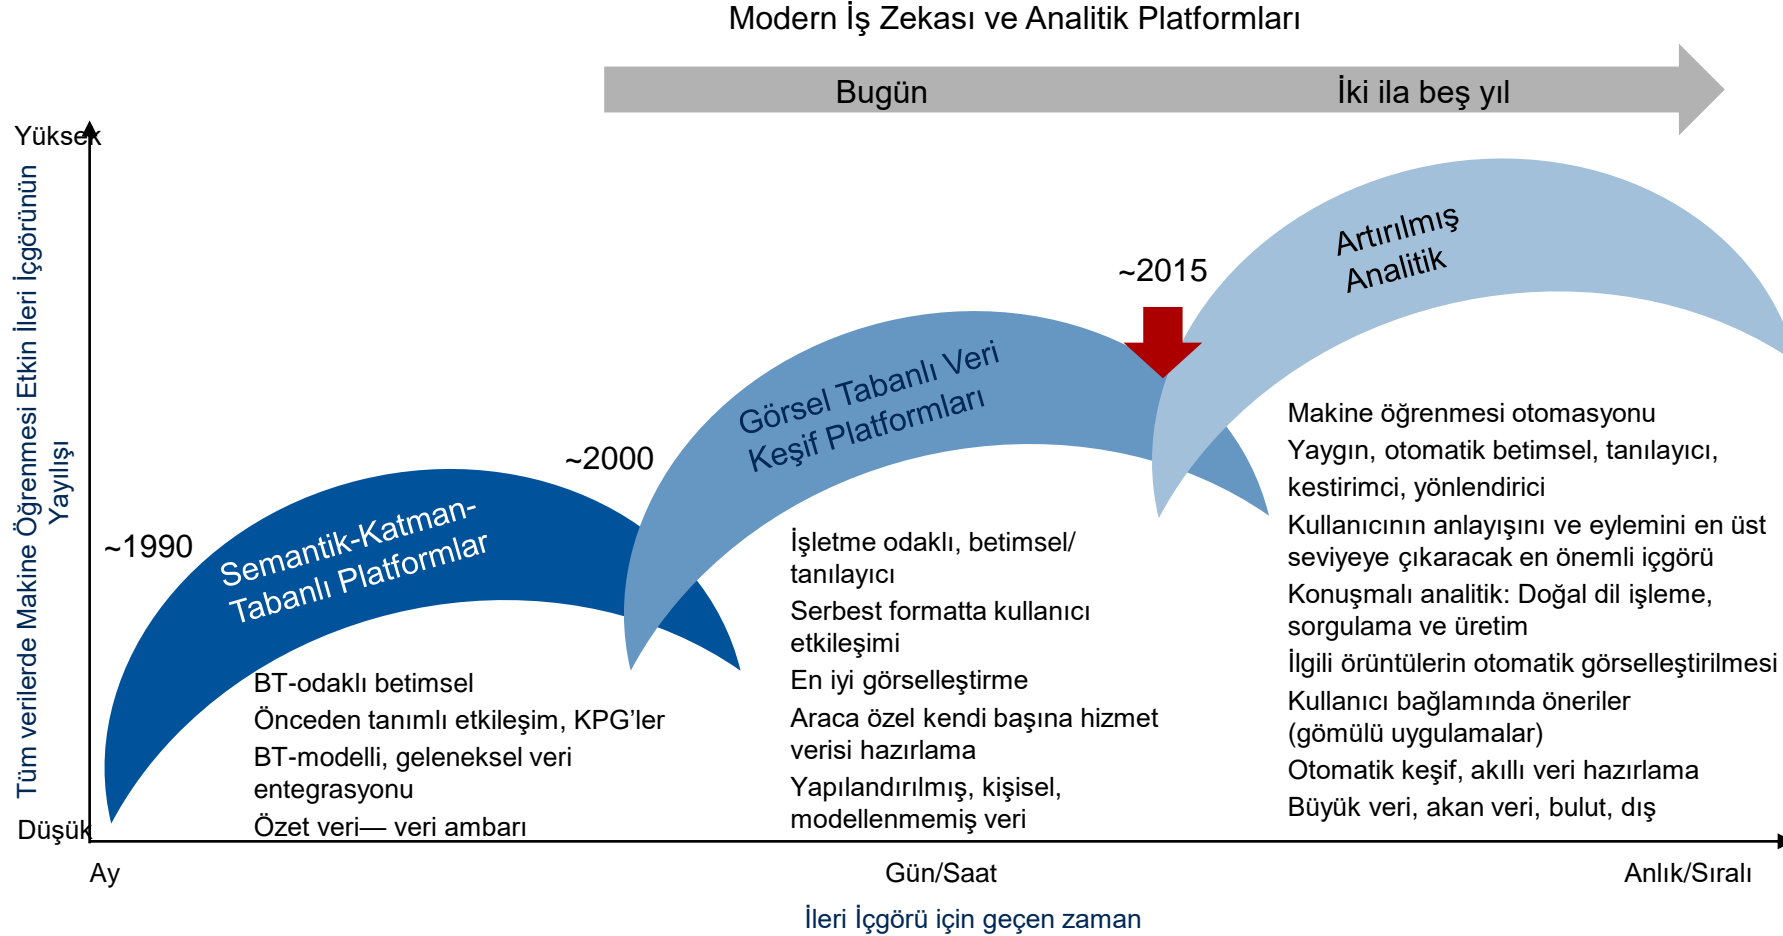 Modern İş Zekası ve Analitik Platformları
Bugün
İki ila beş yıl
Yüksek
Tüm verilerde Makine Öğrenmesi Etkin İleri İçgörünün
Yayılışı
Düşük
~1990
Semantik-Katman-
Tabanlı Platformlar
BT-odaklı betimsel
Önceden tanımlı etkileşim, KPG’ler
BT-modelli, geleneksel veri
entegrasyonu
Özet veri— veri ambarı
~2000
Görsel Tabanlı Veri
Keşif Platformları
İşletme odaklı, betimsel/
tanılayıcı
Serbest formatta kullanıcı
etkileşimi
En iyi görselleştirme
Araca özel kendi başına hizmet
verisi hazırlama
Yapılandırılmış, kişisel,
modellenmemiş veri
~2015
Artırılmış
Analitik
Makine öğrenmesi otomasyonu
Yaygın, otomatik betimsel, tanılayıcı,
kestirimci, yönlendirici
Kullanıcının anlayışını ve eylemini en üst
seviyeye çıkaracak en önemli içgörü
Konuşmalı analitik: Doğal dil işleme,
sorgulama ve üretim
İlgili örüntülerin otomatik görselleştirilmesi
Kullanıcı bağlamında öneriler
(gömülü uygulamalar)
Otomatik keşif, akıllı veri hazırlama
Büyük veri, akan veri, bulut, dış
Ay
Gün/Saat
Anlık/Sıralı
İleri İçgörü için geçen zaman